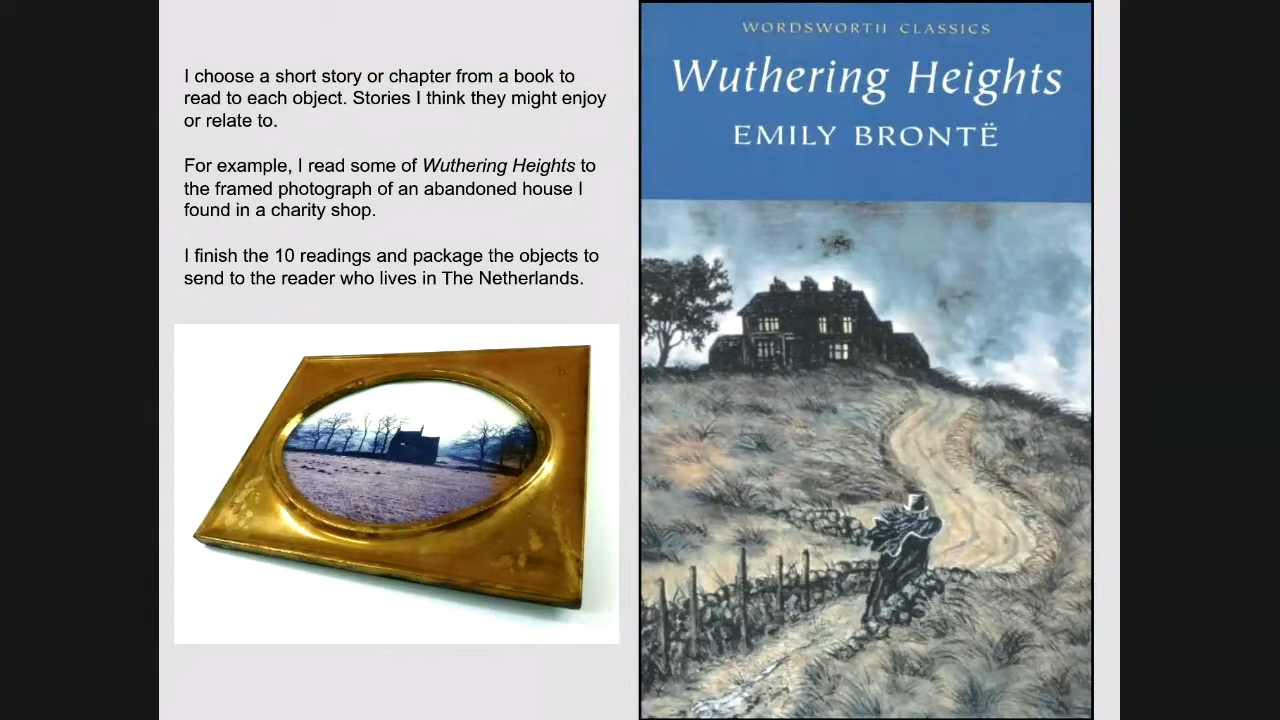 I choose a short story or chapter from a book to
read to each object. Stories I think they might enjoy
or relate to.
For example, I read some of Wuthering Heights to
the framed photograph of an abandoned house I
found in a charity shop.
I finish the 10 readings and package the objects to
send to the reader who lives in The Netherlands.
WORDSWORTH CLASSICS
Wuthering Heights
EMILY BRONTË